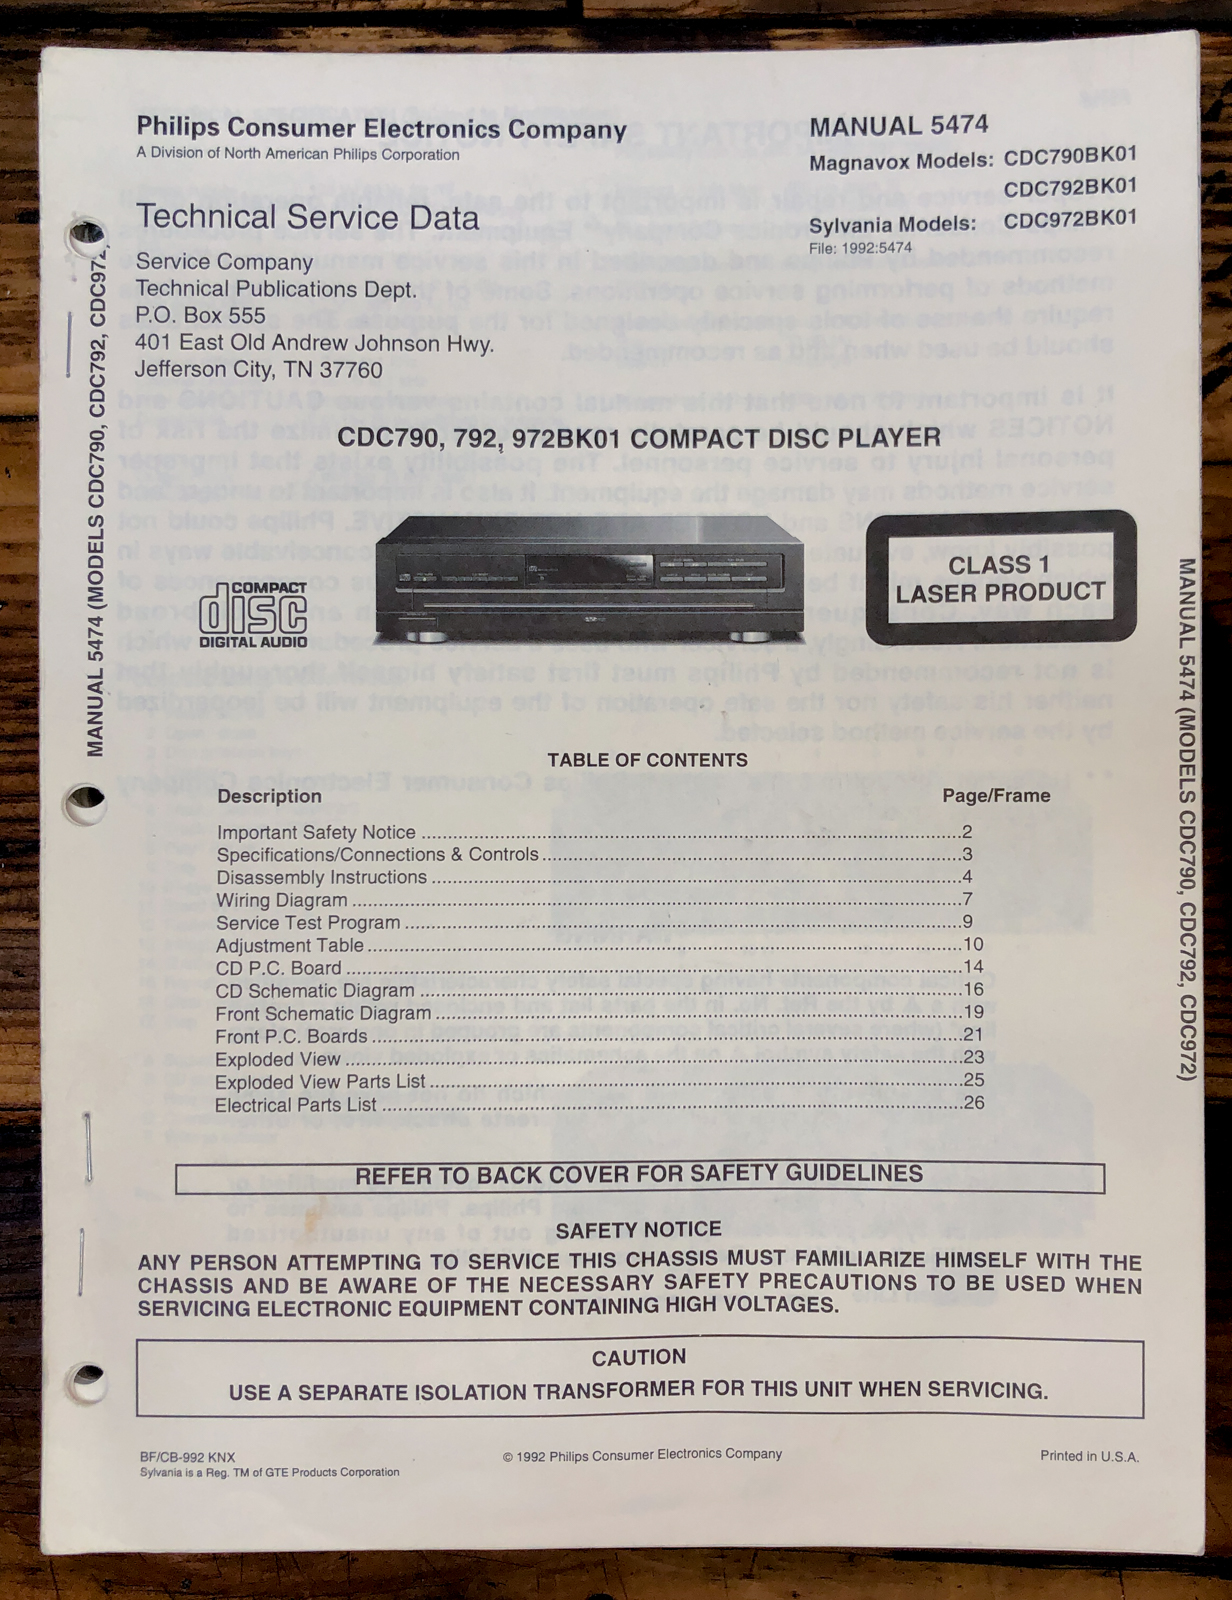 Philips Consumer Electronics Company
A Division of North American Philips Corporation
Technical Service Data
Service Company
Technical Publications Dept.
P.O. Box 555
401 East Old Andrew Johnson Hwy.
Jefferson City, TN 37760
MANUAL 5474
Magnavox Models: CDC790BK01
CDC792BK01
Sylvania Models: CDC972BK01
File: 1992:5474
MANUAL 5474 (MODELS CDC790, CDC792, CDC972
CDC790, 792, 972BK01 COMPACT DISC PLAYER
COMPACT
disc
DIGITAL AUDIO
CLASS 1
LASER PRODUCT
MANUAL 5474 (MODELS CDC790, CDC792, CDC972)
TABLE OF CONTENTS
Description Page/Frame
Important Safety Notice ... 2
Specifications/Connections & Controls ... 3
Disassembly Instructions ... 4
Wiring Diagram ... 7
Service Test Program ... 9
Adjustment Table ... 10
CD P.C. Board ... 14
CD Schematic Diagram ... 16
Front Schematic Diagram ... 19
Front P.C. Boards ... 21
Exploded View ... 23
Exploded View Parts List ... 25
Electrical Parts List ... 26
REFER TO BACK COVER FOR SAFETY GUIDELINES
SAFETY NOTICE
ANY PERSON ATTEMPTING TO SERVICE THIS CHASSIS MUST FAMILIARIZE HIMSELF WITH THE
CHASSIS AND BE AWARE OF THE NECESSARY SAFETY PRECAUTIONS TO BE USED WHEN
SERVICING ELECTRONIC EQUIPMENT CONTAINING HIGH VOLTAGES.
CAUTION
USE A SEPARATE ISOLATION TRANSFORMER FOR THIS UNIT WHEN SERVICING.
BF/CB-992 KNX
Sylvania is a Reg. TM of GTE Products Corporation
© 1992 Philips Consumer Electronics Company
Printed in U.S.A.